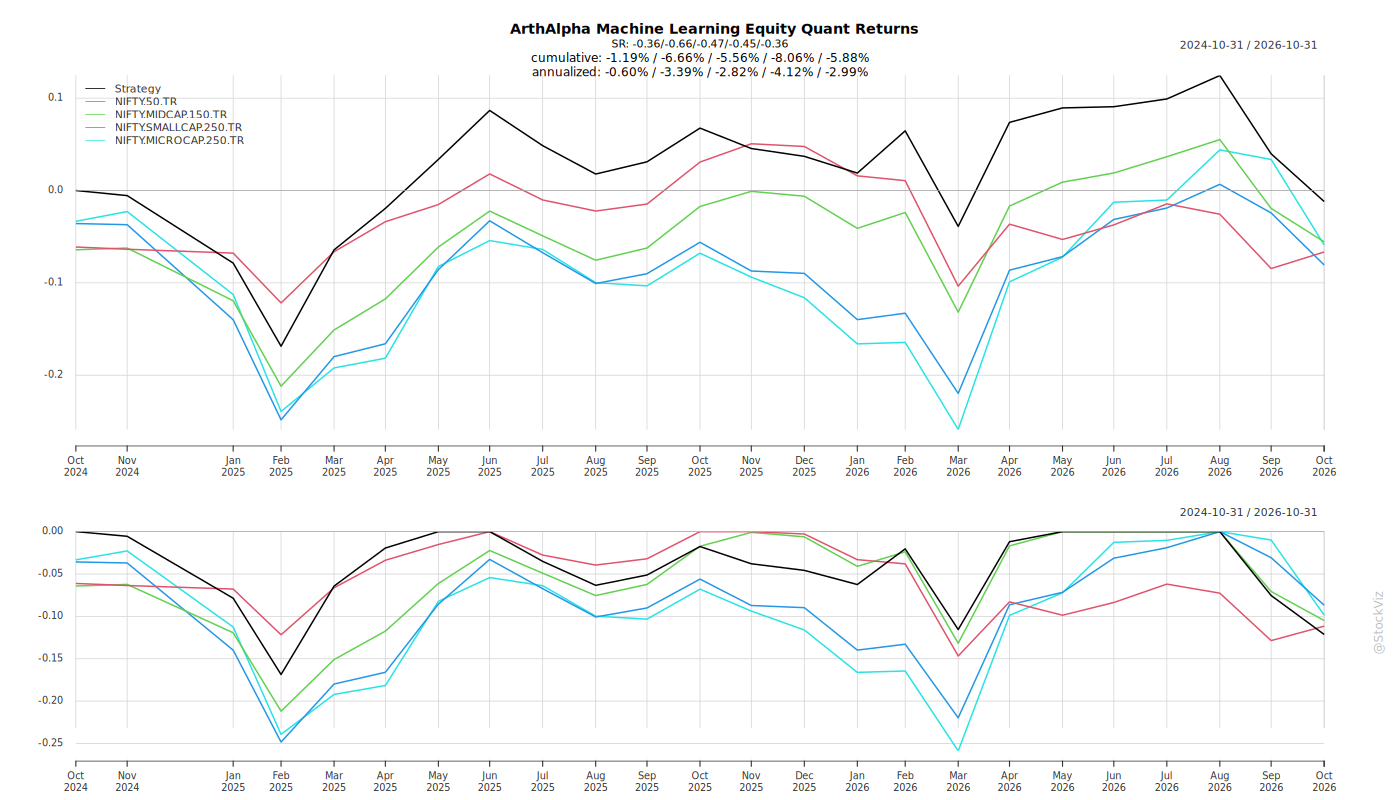 ArthAlpha Machine Learning Equity Quant Returns
SR: -0.36/-0.66/-0.47/-0.45/-0.36
cumulative: -1.19% / -6.66% / -5.56% / -8.06% / -5.88%
annualized: -0.60% / -3.39% / -2.82% / -4.12% / -2.99%
2024-10-31 / 2026-10-31
Strategy
NIFTY.50.TR
NIFTY.MIDCAP.150.TR
NIFTY.SMALLCAP.250.TR
NIFTY.MICROCAP.250.TR
0.1
0.0
-0.1
-0.2
Oct Nov Jan Feb Mar Apr May Jun Jul Aug Sep Oct Nov Dec Jan Feb Mar Apr May Jun Jul Aug Sep Oct
2024 2024 2025 2025 2025 2025 2025 2025 2025 2025 2025 2025 2025 2025 2026 2026 2026 2026 2026 2026 2026 2026 2026 2026
2024-10-31 / 2026-10-31
0.00
-0.05
-0.10
-0.15
-0.20
-0.25
Oct Nov Jan Feb Mar Apr May Jun Jul Aug Sep Oct Nov Dec Jan Feb Mar Apr May Jun Jul Aug Sep Oct
2024 2024 2025 2025 2025 2025 2025 2025 2025 2025 2025 2025 2025 2025 2026 2026 2026 2026 2026 2026 2026 2026 2026 2026
@StockViz